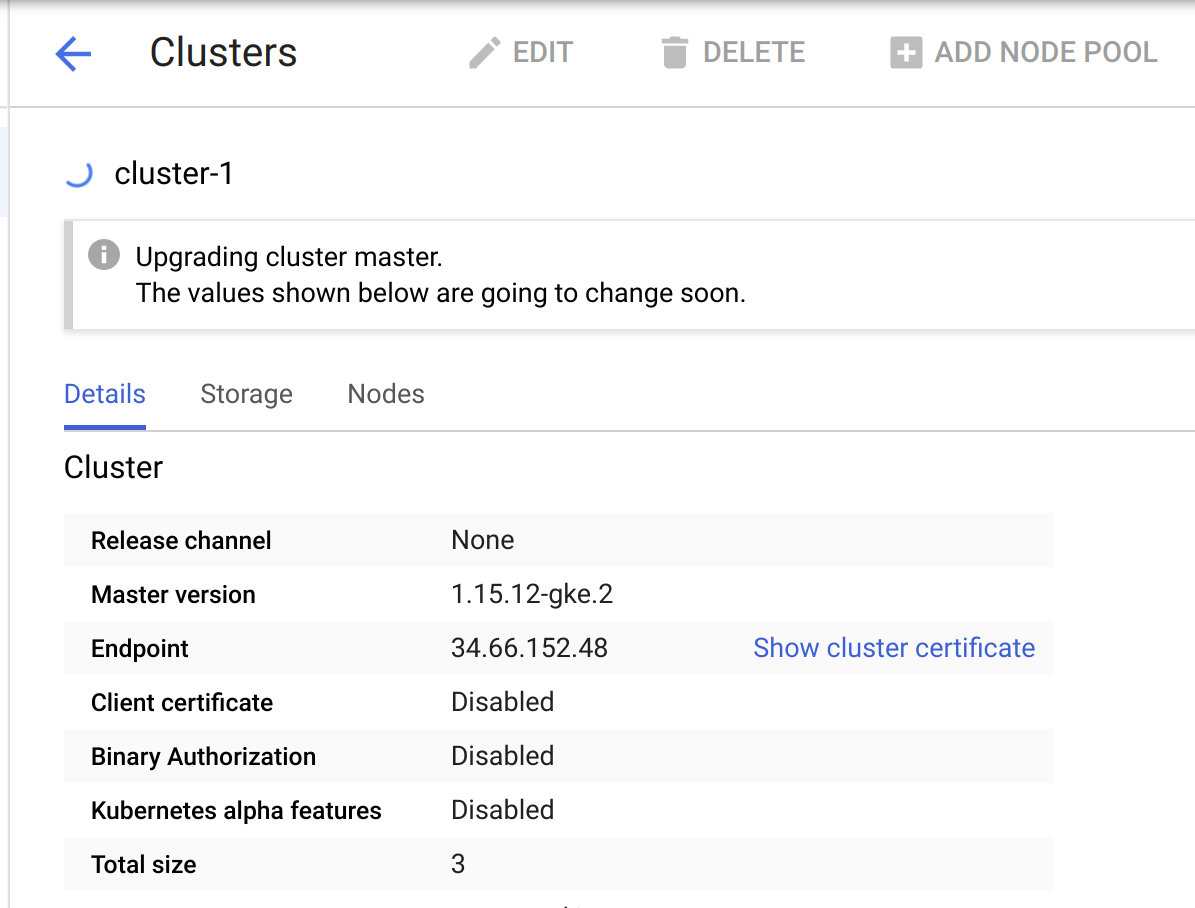 Clusters EDIT DELETE ADD NODE POOL
cluster-1
Upgrading cluster master.
The values shown below are going to change soon.
Details Storage Nodes
Cluster
Release channel None
Master version 1.15.12-gke.2
Endpoint 34.66.152.48 Show cluster certificate
Client certificate Disabled
Binary Authorization Disabled
Kubernetes alpha features Disabled
Total size 3